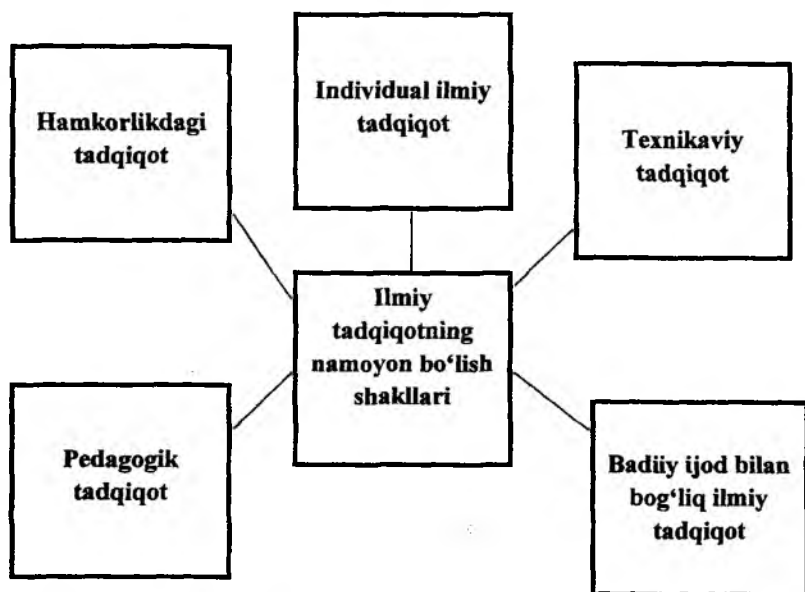 Hamkorlikdagi
tadqiqot
Individual ilmiy
tadqiqot
Texnikaviy
tadqiqot
Ilmiy
tadqiqotning
namoyon bo‘lish
shakllari
Pedagogik
tadqiqot
Badiiy ijod bilan
bog‘liq ilmiy
tadqiqot